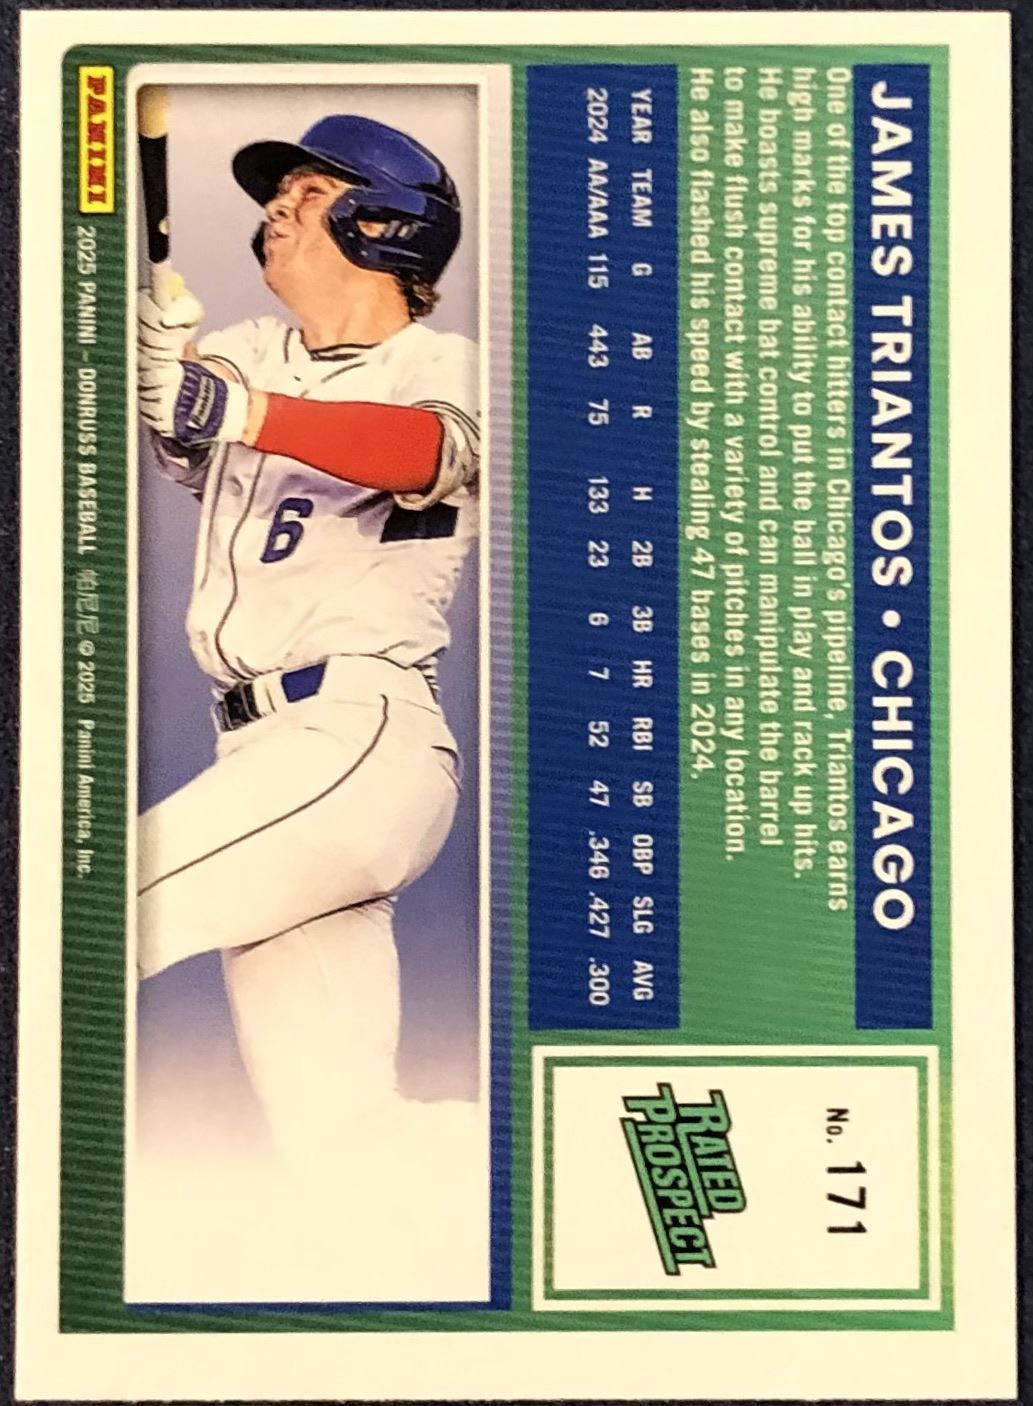 JAMES TRIANTOS • CHICAGO
One of the top contact hitters in Chicago's pipeline, Triantos earns
high marks for his ability to put the ball in play and rack up hits.
He boasts supreme bat control and can manipulate the barrel
to make flush contact with a variety of pitches in any location.
He also flashed his speed by stealing 47 bases in 2024.
YEAR TEAM G AB R H 2B 3B HR RBI SB OBP SLG AVG
2024 AA/AAA 115 443 75 133 23 6 7 52 47 .346 .427 .300
No. 171
RATED
PROSPECT
6
Franklin
PANINI
2025 PANINI – DONRUSS BASEBALL 帕尼尼 © 2025 Panini America, Inc.